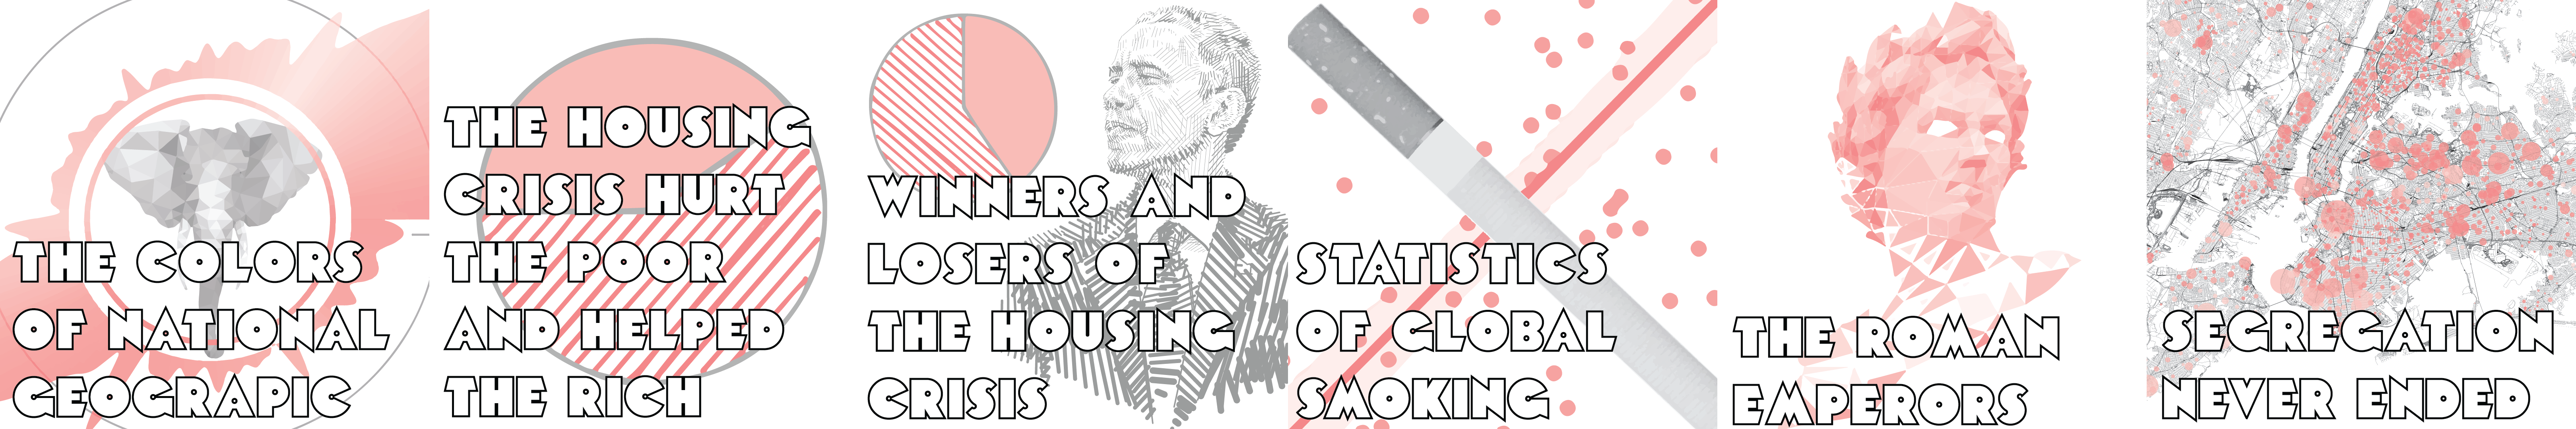 THE COLORS
OF NATIONAL
GEOGRAPIC
THE HOUSING
CRISIS HURT
THE POOR
AND HELPED
THE RICH
WINNERS AND
LOSERS OF
THE HOUSING
CRISIS
STATISTICS
OF GLOBAL
SMOKING
THE ROMAN
EMPERORS
SEGREGATION
NEVER ENDED